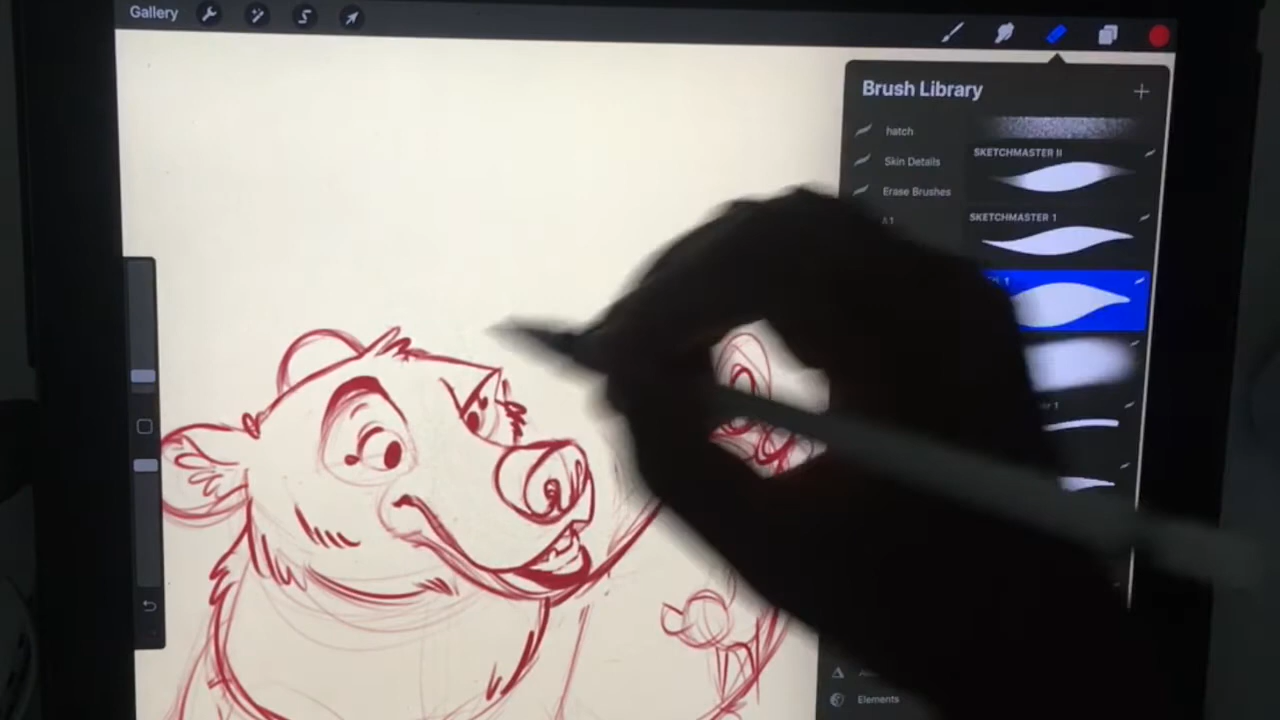 Gallery
Brush Library
hatch
Skin Details
Erase Brushes
SKETCHMASTER II
SKETCHMASTER 1
Elements